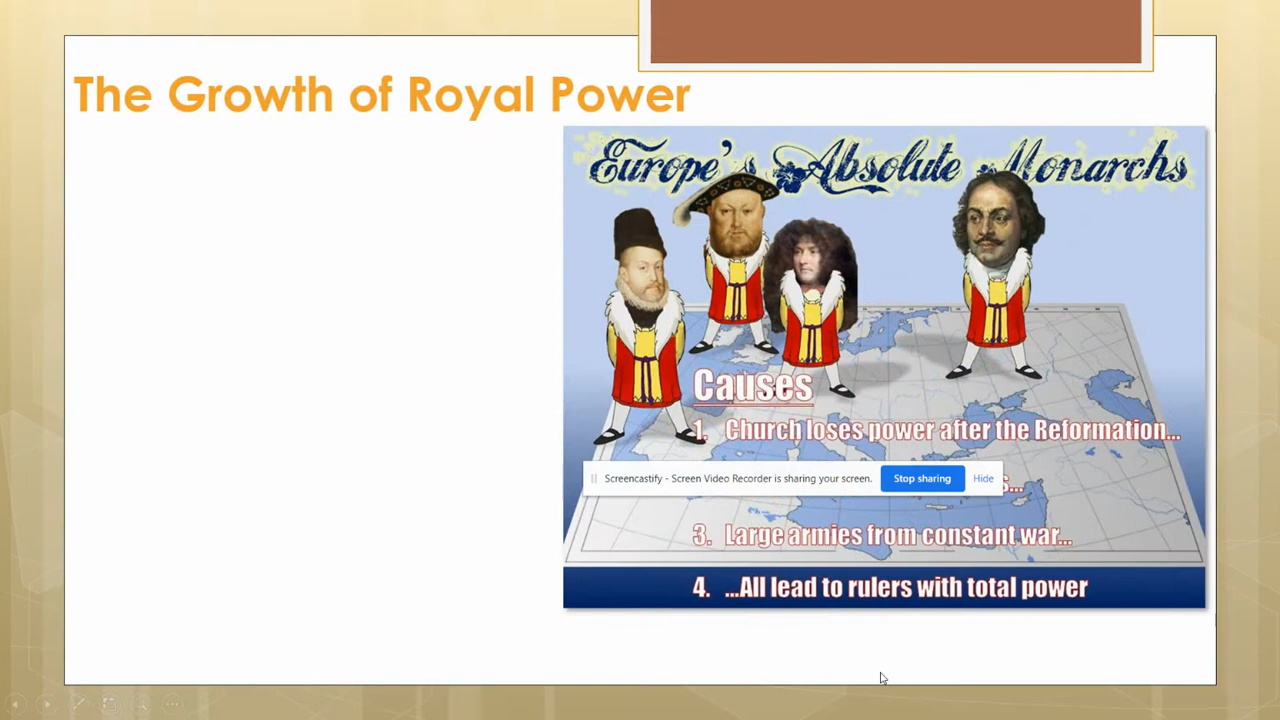 The Growth of Royal Power
Europe's Absolute Monarchs
Causes
1. Church loses power after the Reformation...
Screencastify - Screen Video Recorder is sharing your screen. Stop sharing Hide
3. Large armies from constant war...
4. ...All lead to rulers with total power